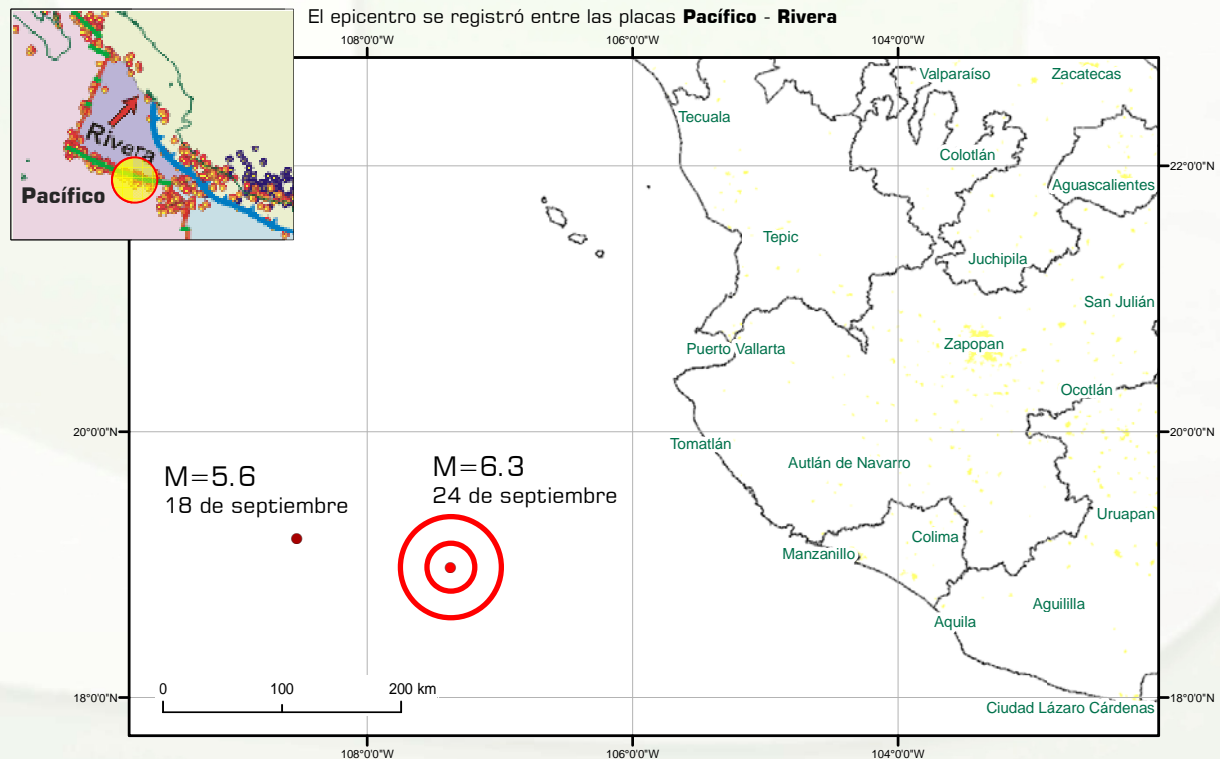 El epicentro se registró entre las placas Pacífico - Rivera
108°0'0"W 106°0'0"W 104°0'0"W
Rivera
Pacífico
Valparaíso
Zacatecas
Tecuala
Colotlán
22°0'0"N
Aguascalientes
Tepic
Juchipila
San Julián
Puerto Vallarta
Zapopan
Ocotlán
20°0'0"N
20°0'0"N
Tomatlán
Autlán de Navarro
M=5.6
18 de septiembre
M=6.3
24 de septiembre
Uruapan
Colima
Manzanillo
Aguililla
Aquila
0 100 200 km
18°0'0"N
18°0'0"N
Ciudad Lázaro Cárdenas
108°0'0"W 106°0'0"W 104°0'0"W